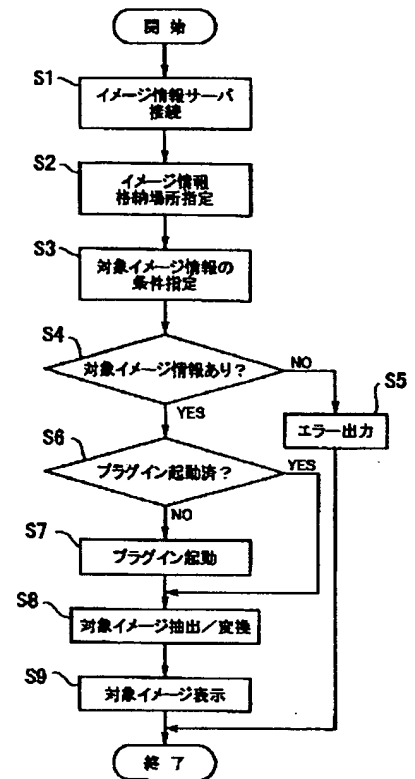 開 始
S1
イメージ情報サーバ
接続
S2
イメージ情報
格納場所指定
S3
対象イメージ情報の
条件指定
S4
対象イメージ情報あり?
NO
S5
YES
エラー出力
S6
プラグイン起動済?
YES
NO
S7
プラグイン起動
S8
対象イメージ抽出/変換
S9
対象イメージ表示
終 了